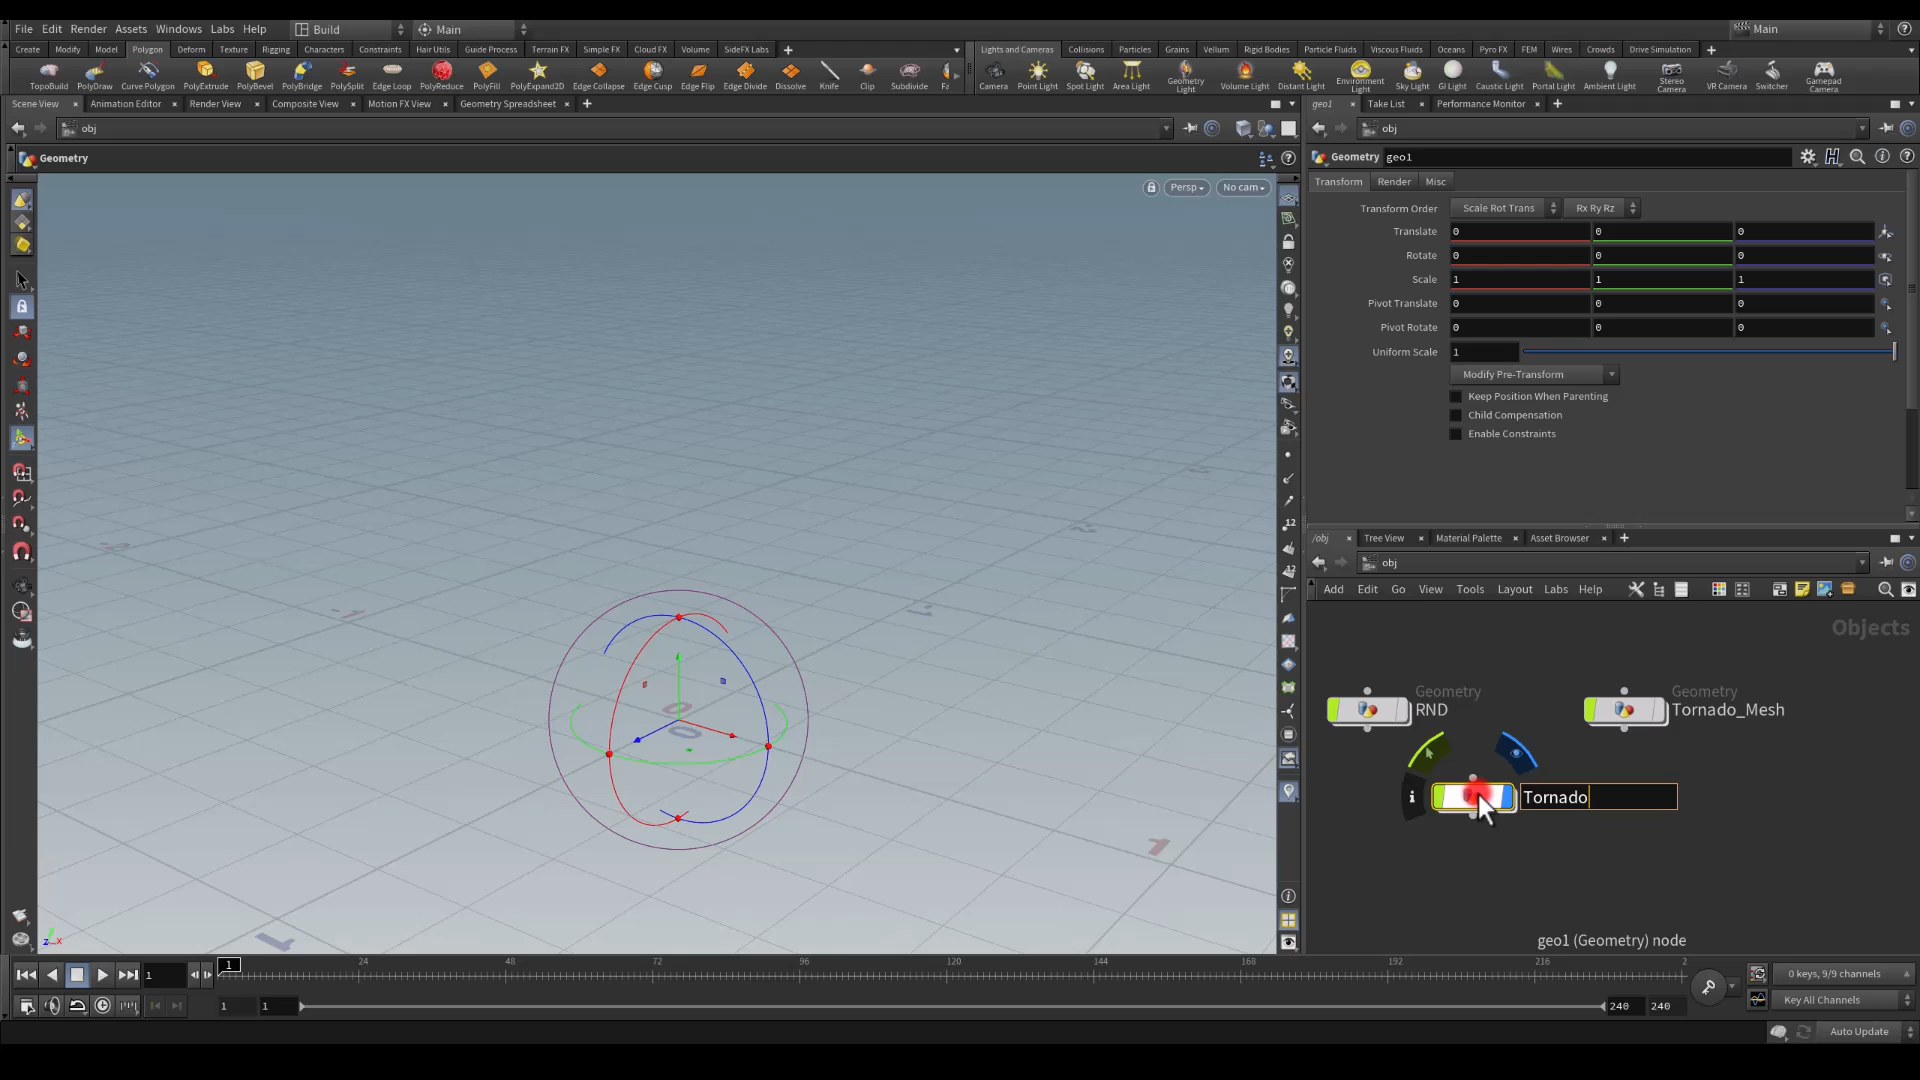 File Edit Render Assets Windows Labs Help Build Main Main
Create Modify Model Polygon Deform Texture Rigging Characters Constraints Hair Utils Guide Process Terrain FX Simple FX Cloud FX Volume SideFX Labs
Lights and Cameras Collisions Particles Grains Vellum Rigid Bodies Particle Fluids Viscous Fluids Oceans Pyro FX FEM Wires Crowds Drive Simulation
TopoBuild PolyDraw Curve Polygon PolyExtrude PolyBevel PolyBridge PolySplit Edge Loop PolyReduce PolyFill PolyExpand2D Edge Collapse Edge Cusp Edge Flip Edge Divide Dissolve Knife Clip Subdivide Fa
Camera Point Light Spot Light Area Light Geometry Light Volume Light Distant Light Environment Light Sky Light GI Light Caustic Light Portal Light Ambient Light Stereo Camera VR Camera Switcher Gamepad Camera
Scene View Animation Editor Render View Composite View Motion FX View Geometry Spreadsheet
geo1 Take List Performance Monitor
obj
obj
Geometry
Geometry geo1
Persp No cam
Transform Render Misc
Transform Order Scale Rot Trans Rx Ry Rz
Translate 0 0 0
Rotate 0 0 0
Scale 1 1 1
Pivot Translate 0 0 0
Pivot Rotate 0 0 0
Uniform Scale 1
Modify Pre-Transform
Keep Position When Parenting
Child Compensation
Enable Constraints
/obj Tree View Material Palette Asset Browser
obj
Add Edit Go View Tools Layout Labs Help
Objects
Geometry
RND
Geometry
Tornado_Mesh
Tornado
geo1 (Geometry) node
1 1 24 48 72 96 120 144 168 192 216 2
0 keys, 9/9 channels
1 1 240 240
Key All Channels
Auto Update